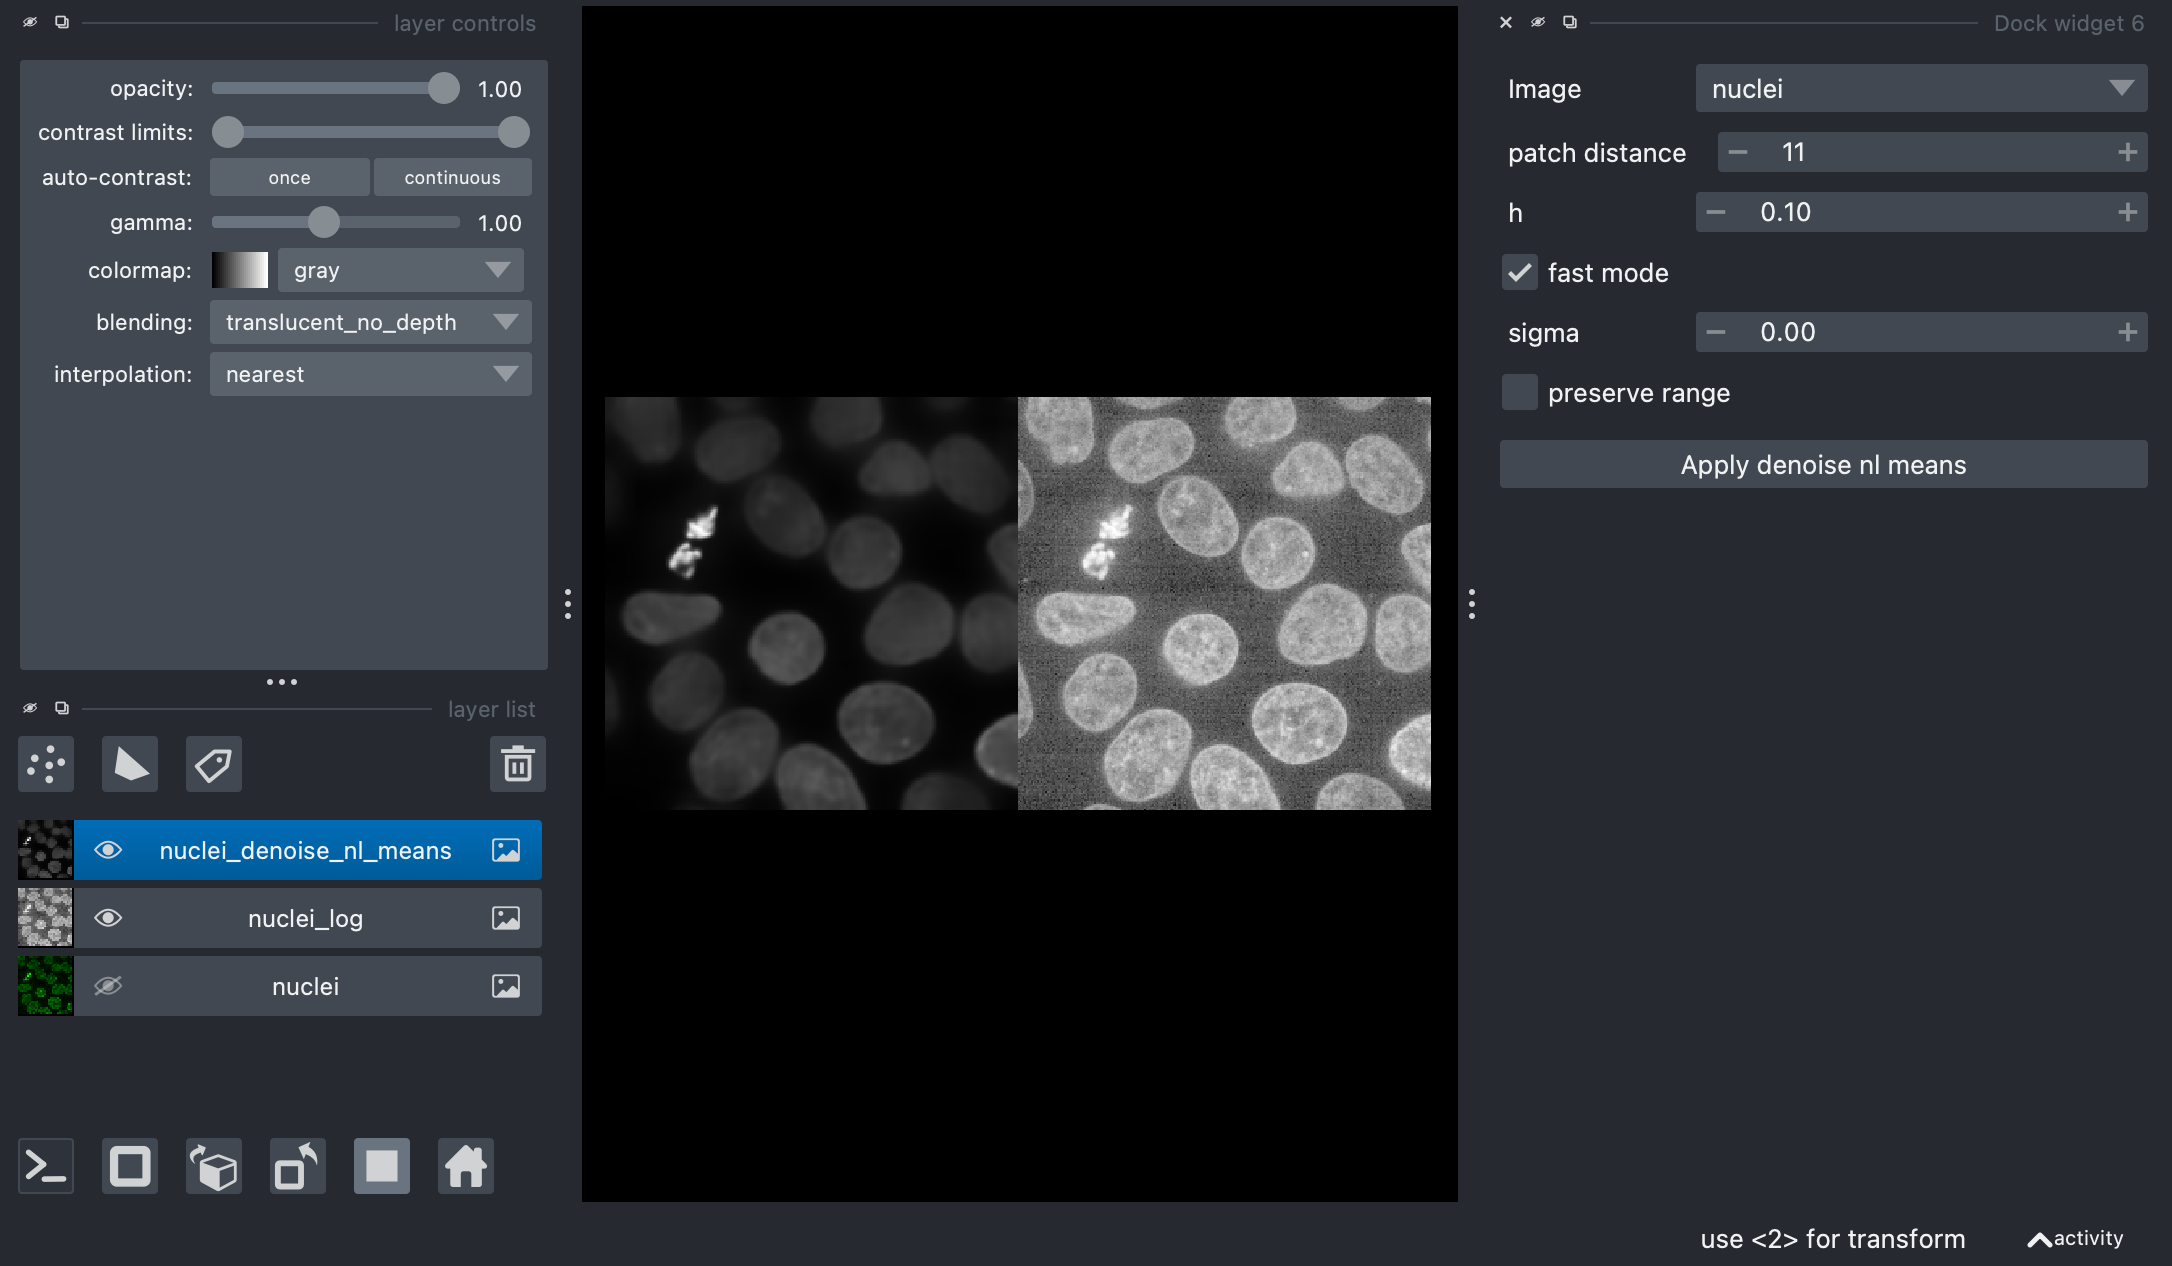 layer controls
opacity: 1.00
contrast limits:
auto-contrast: once continuous
gamma: 1.00
colormap: gray
blending: translucent_no_depth
interpolation: nearest
layer list
nuclei_denoise_nl_means
nuclei_log
nuclei
Dock widget 6
Image nuclei
patch distance 11
h 0.10
fast mode
sigma 0.00
preserve range
Apply denoise nl means
use <2> for transform activity